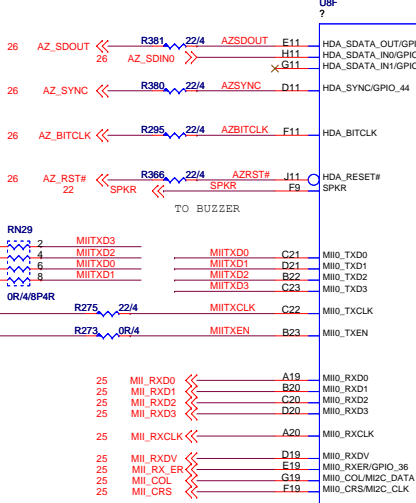 U8F
?
26 AZ_SDOUT R381 22/4 AZSDOUT E11 HDA_SDATA_OUT/GPI
26 AZ_SDIN0 H11 HDA_SDATA_IN0/GPIO
G11 HDA_SDATA_IN1/GPIO
26 AZ_SYNC R380 22/4 AZSYNC D11 HDA_SYNC/GPIO_44
26 AZ_BITCLK R295 22/4 AZBITCLK F11 HDA_BITCLK
26 AZ_RST# R366 22/4 AZRST# J11 HDA_RESET#
22 SPKR SPKR F9 SPKR
TO BUZZER
RN29
2 MIITXD3
4 MIITXD2 MIITXD0 C21 MII0_TXD0
6 MIITXD0 MIITXD1 D21 MII0_TXD1
8 MIITXD1 MIITXD2 B22 MII0_TXD2
MIITXD3 C23 MII0_TXD3
0R/4/8P4R
R275 22/4 MIITXCLK C22 MII0_TXCLK
R273 0R/4 MIITXEN B23 MII0_TXEN
25 MII_RXD0 A19 MII0_RXD0
25 MII_RXD1 B20 MII0_RXD1
25 MII_RXD2 C20 MII0_RXD2
25 MII_RXD3 D20 MII0_RXD3
25 MII_RXCLK A20 MII0_RXCLK
25 MII_RXDV D19 MII0_RXDV
25 MII_RX_ER E19 MII0_RXER/GPIO_36
25 MII_COL G19 MII0_COL/MI2C_DATA
25 MII_CRS F19 MII0_CRS/MI2C_CLK